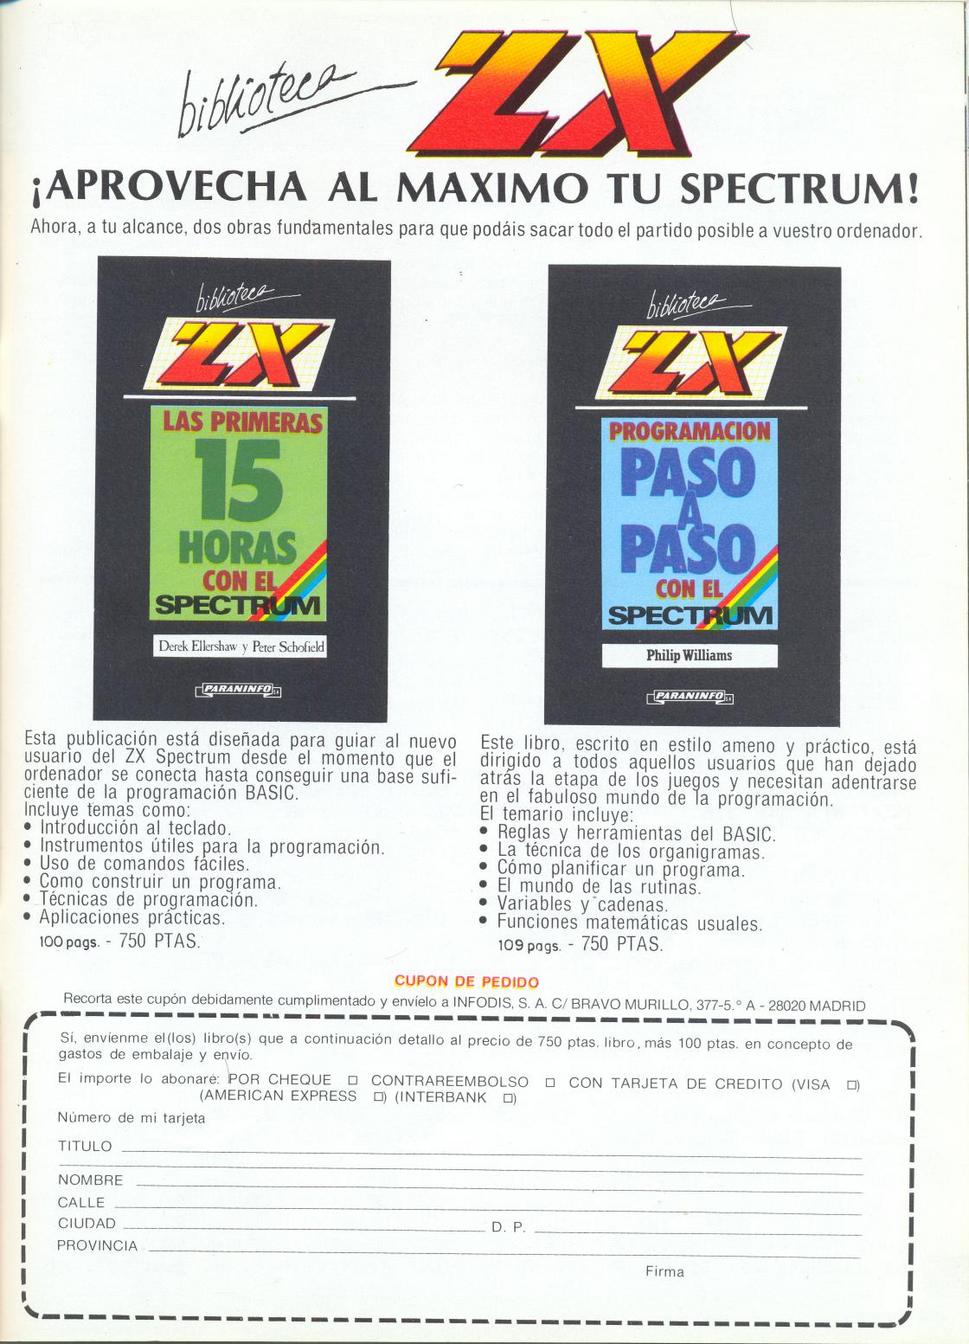 biblioteca ZX
¡APROVECHA AL MAXIMO TU SPECTRUM!
Ahora, a tu alcance, dos obras fundamentales para que podáis sacar todo el partido posible a vuestro ordenador.
biblioteca
ZX
LAS PRIMERAS
15
HORAS
CON EL
SPECTRUM
Derek Ellershaw y Peter Schofield
PARANINFO
biblioteca
ZX
PROGRAMACION
PASO
A
PASO
CON EL
SPECTRUM
Philip Williams
PARANINFO
Esta publicación está diseñada para guiar al nuevo
usuario del ZX Spectrum desde el momento que el
ordenador se conecta hasta conseguir una base sufi-
ciente de la programación BASIC.
Incluye temas como:
• Introducción al teclado.
• Instrumentos útiles para la programación.
• Uso de comandos fáciles.
• Como construir un programa.
• Técnicas de programación.
• Aplicaciones prácticas.
100 pags. - 750 PTAS.
Este libro, escrito en estilo ameno y práctico, está
dirigido a todos aquellos usuarios que han dejado
atrás la etapa de los juegos y necesitan adentrarse
en el fabuloso mundo de la programación.
El temario incluye:
• Reglas y herramientas del BASIC.
• La técnica de los organigramas.
• Cómo planificar un programa.
• El mundo de las rutinas.
• Variables y cadenas.
• Funciones matemáticas usuales.
109 pags. - 750 PTAS.
CUPON DE PEDIDO
Recorta este cupón debidamente cumplimentado y envíelo a INFODIS, S. A. C/ BRAVO MURILLO, 377-5.° A - 28020 MADRID
Sí, envíenme el(los) libro(s) que a continuación detallo al precio de 750 ptas. libro, más 100 ptas. en concepto de
gastos de embalaje y envío.
El importe lo abonaré: POR CHEQUE □ CONTRAREEMBOLSO □ CON TARJETA DE CREDITO (VISA □)
(AMERICAN EXPRESS □) (INTERBANK □)
Número de mi tarjeta
TITULO
NOMBRE
CALLE
CIUDAD D. P.
PROVINCIA
Firma